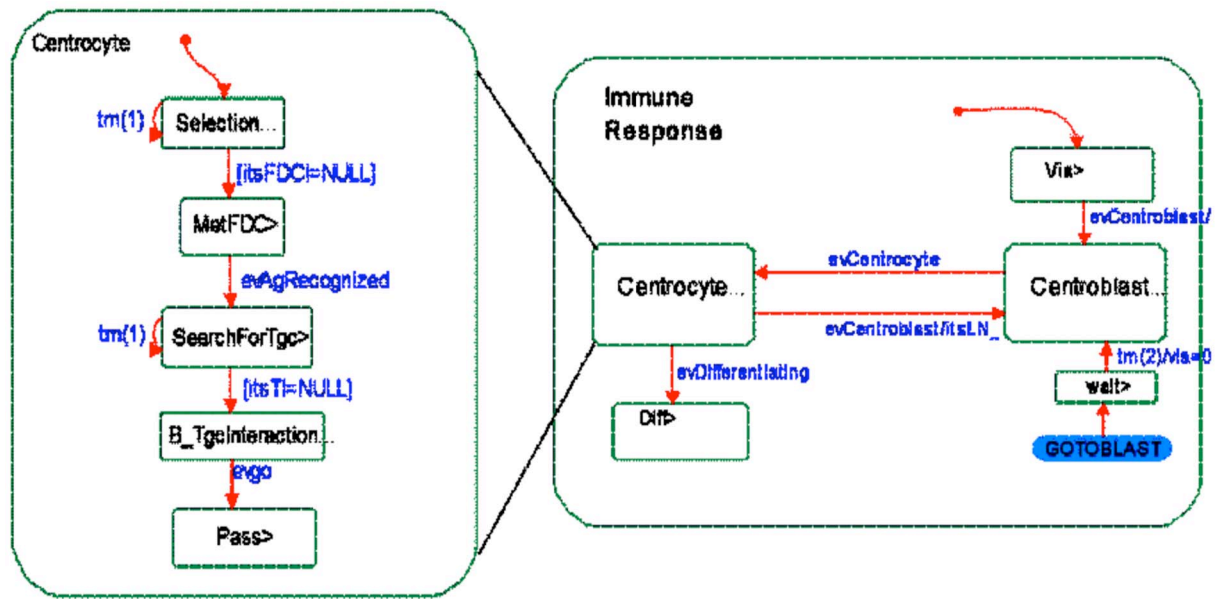 Centrocyte
tm(1)
Selection...
[itsFDC!=NULL]
MetFDC>
evAgRecognized
tm(1)
SearchForTgc>
[itsT!=NULL]
B_TgcInteraction...
evgo
Pass>
Immune
Response
Vis>
evCentroblast/
Centrocyte...
evCentrocyte
Centroblast...
evCentroblast/itsLN_
evDifferentiating
tm(2)/vis=0
Diff>
wait>
GOTOBLAST